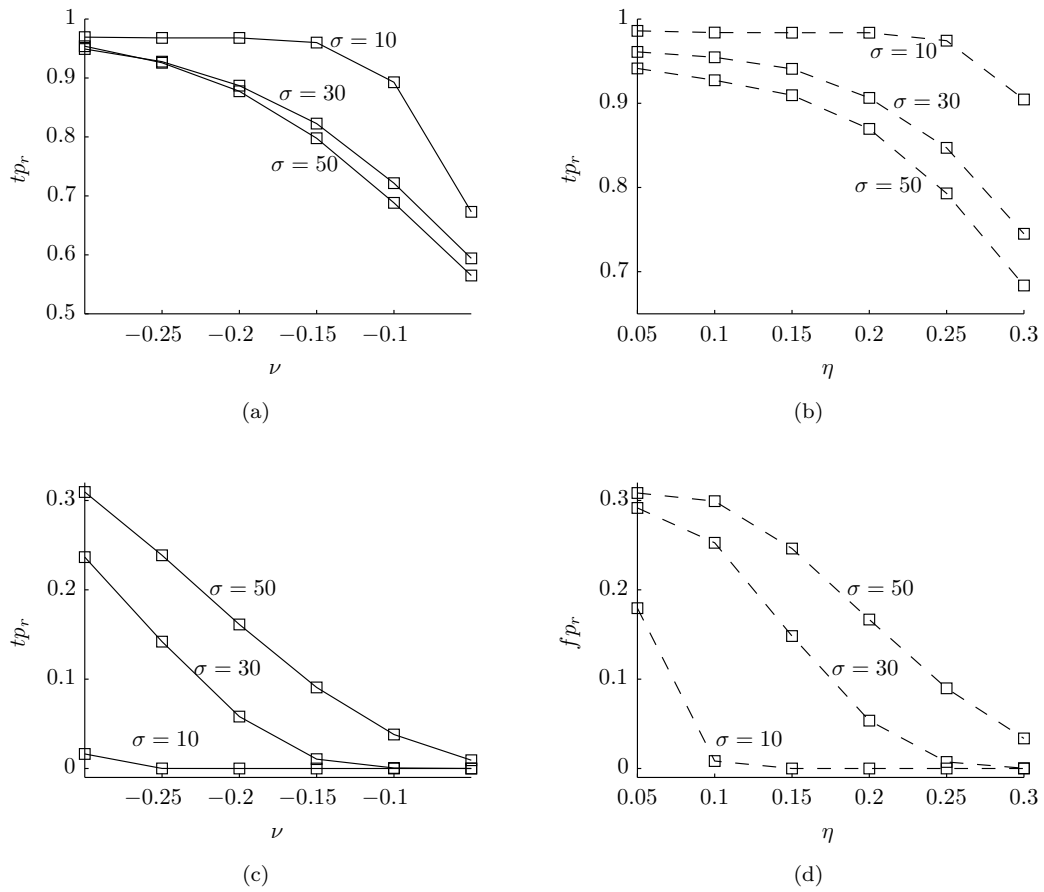 1
0.9
0.8
0.7
0.6
0.5
tp_r
σ = 10
σ = 30
σ = 50
−0.25 −0.2 −0.15 −0.1
ν
(a)
1
0.9
0.8
0.7
tp_r
σ = 10
σ = 30
σ = 50
0.05 0.1 0.15 0.2 0.25 0.3
η
(b)
0.3
0.2
0.1
0
tp_r
σ = 50
σ = 30
σ = 10
−0.25 −0.2 −0.15 −0.1
ν
(c)
0.3
0.2
0.1
0
fp_r
σ = 50
σ = 30
σ = 10
0.05 0.1 0.15 0.2 0.25 0.3
η
(d)